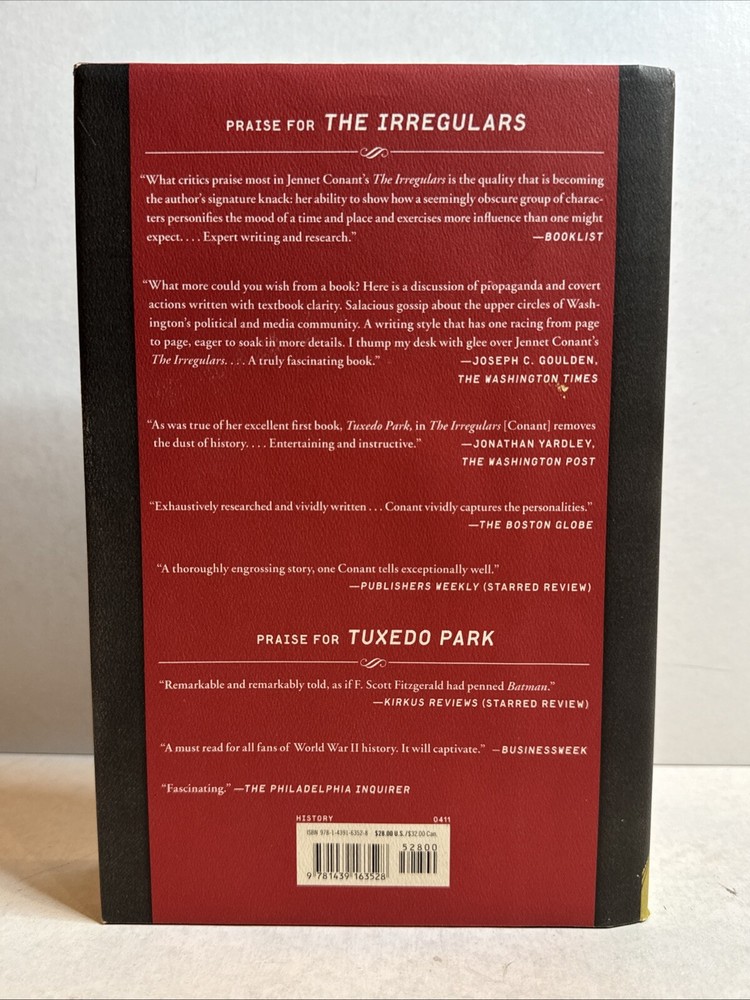 PRAISE FOR THE IRREGULARS
“What critics praise most in Jennet Conant’s The Irregulars is the quality that is becoming
the author’s signature knack: her ability to show how a seemingly obscure group of charac-
ters personifies the mood of a time and place and exercises more influence than one might
expect. . . . Expert writing and research.” —BOOKLIST
“What more could you wish from a book? Here is a discussion of propaganda and covert
actions written with textbook clarity. Salacious gossip about the upper circles of Wash-
ington’s political and media community. A writing style that has one racing from page
to page, eager to soak in more details. I thump my desk with glee over Jennet Conant’s
The Irregulars. . . . A truly fascinating book.” —JOSEPH C. GOULDEN,
THE WASHINGTON TIMES
“As was true of her excellent first book, Tuxedo Park, in The Irregulars [Conant] removes
the dust of history. . . . Entertaining and instructive.” —JONATHAN YARDLEY,
THE WASHINGTON POST
“Exhaustively researched and vividly written . . . Conant vividly captures the personalities.”
—THE BOSTON GLOBE
“A thoroughly engrossing story, one Conant tells exceptionally well.”
—PUBLISHERS WEEKLY (STARRED REVIEW)
PRAISE FOR TUXEDO PARK
“Remarkable and remarkably told, as if F. Scott Fitzgerald had penned Batman.”
—KIRKUS REVIEWS (STARRED REVIEW)
“A must read for all fans of World War II history. It will captivate.” —BUSINESSWEEK
“Fascinating.” —THE PHILADELPHIA INQUIRER
HISTORY 0411
ISBN 978-1-4391-6352-8 $28.00 U.S./$32.00 Can.
52800
9 781439 163528